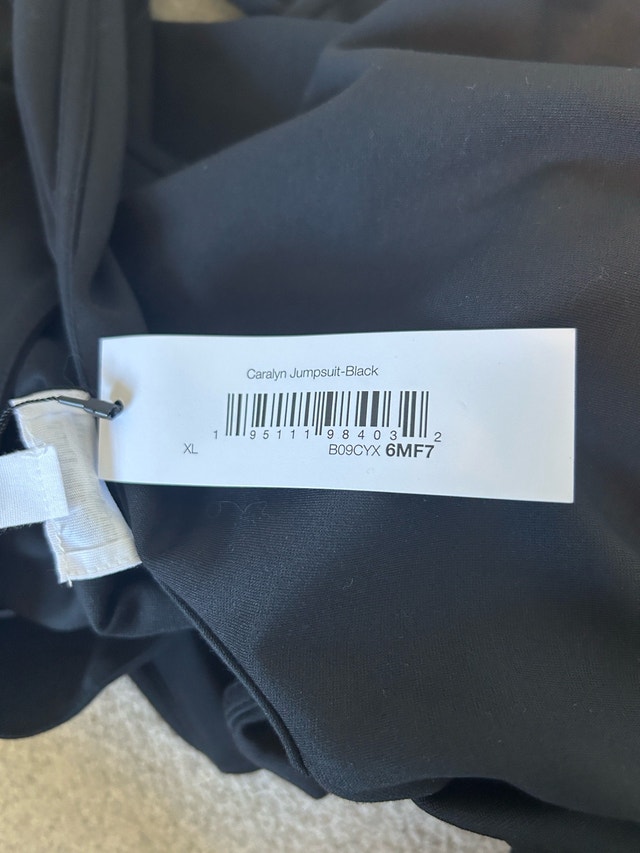 Caralyn Jumpsuit-Black
1 95111 98403 2
XL B09CYX 6MF7